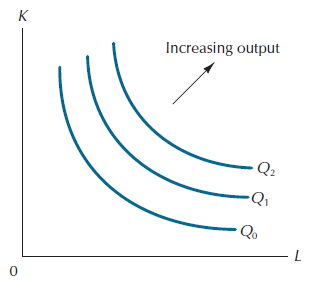 K
Increasing output
Q₂
Q₁
Q₀
L
0